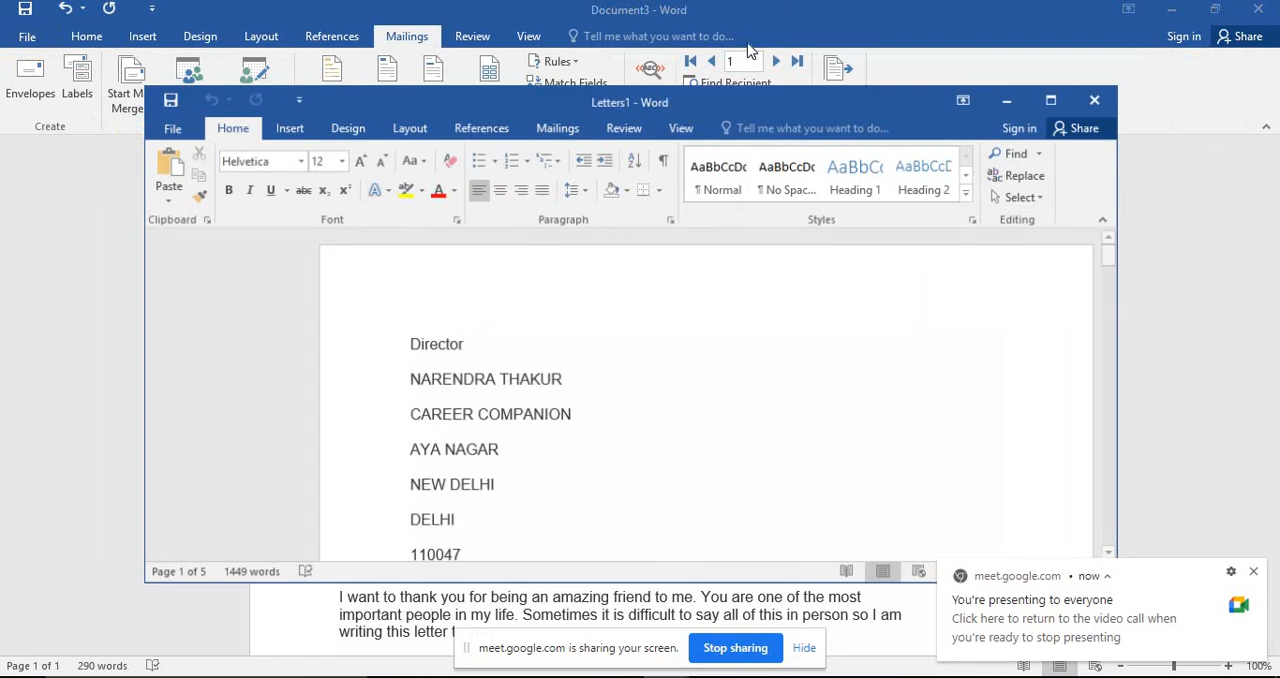 Document3 - Word
File Home Insert Design Layout References Mailings Review View Tell me what you want to do... Sign in Share
Envelopes Labels
Start M
Merge
Create
Rules
Match Fields
ABC
1
Find Recipient
Letters1 - Word
File Home Insert Design Layout References Mailings Review View Tell me what you want to do... Sign in Share
Paste
Clipboard
Helvetica 12
Aa
B I U abc x₂ x²
A ab A
Font
Paragraph
AaBbCcDc AaBbCcDc AaBbCc AaBbCcD
¶ Normal ¶ No Spac... Heading 1 Heading 2
Styles
Find
Replace
Select
Editing
Director
NARENDRA THAKUR
CAREER COMPANION
AYA NAGAR
NEW DELHI
DELHI
110047
Page 1 of 5 1449 words
I want to thank you for being an amazing friend to me. You are one of the most
important people in my life. Sometimes it is difficult to say all of this in person so I am
writing this letter
meet.google.com is sharing your screen. Stop sharing Hide
meet.google.com • now
You're presenting to everyone
Click here to return to the video call when
you're ready to stop presenting
Page 1 of 1 290 words
100%